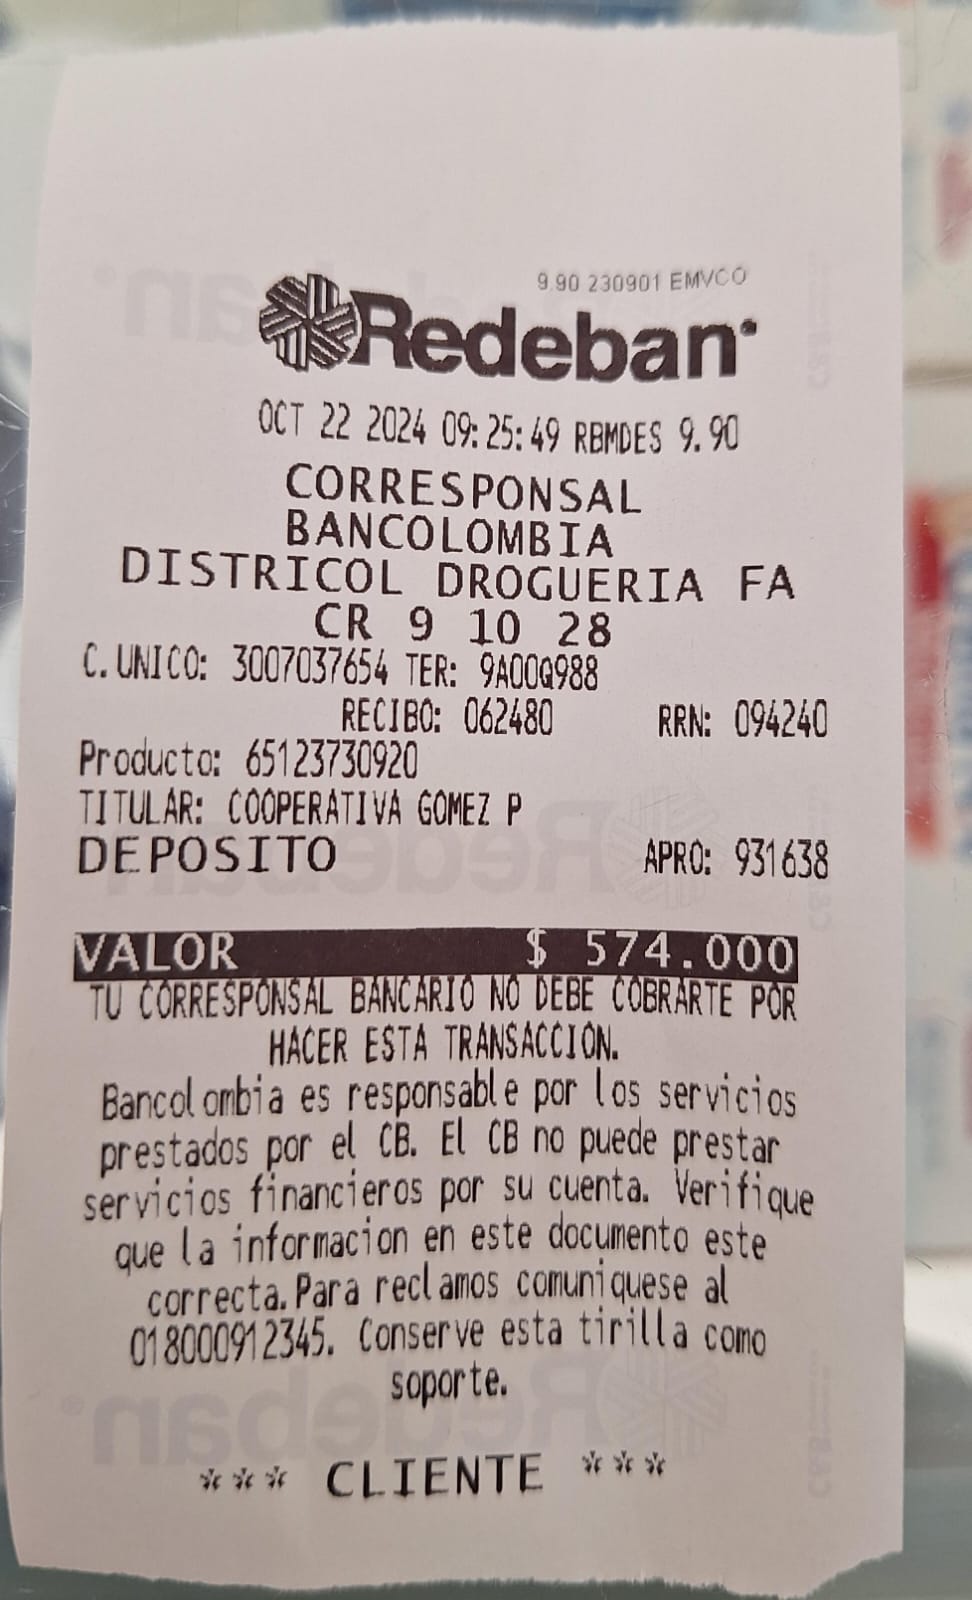 9.90 230901 EMVCO
Redeban
OCT 22 2024 09:25:49 RBMDES 9.90
CORRESPONSAL
BANCOLOMBIA
DISTRICOL DROGUERIA FA
CR 9 10 28
C.UNICO: 3007037654 TER: 9A00Q988
RECIBO: 062480 RRN: 094240
Producto: 65123730920
TITULAR: COOPERATIVA GOMEZ P
DEPOSITO APRO: 931638
VALOR $ 574.000
TU CORRESPONSAL BANCARIO NO DEBE COBRARTE POR
HACER ESTA TRANSACCION.
Bancolombia es responsable por los servicios
prestados por el CB. El CB no puede prestar
servicios financieros por su cuenta. Verifique
que la informacion en este documento este
correcta.Para reclamos comuniquese al
018000912345. Conserve esta tirilla como
soporte.
*** CLIENTE ***